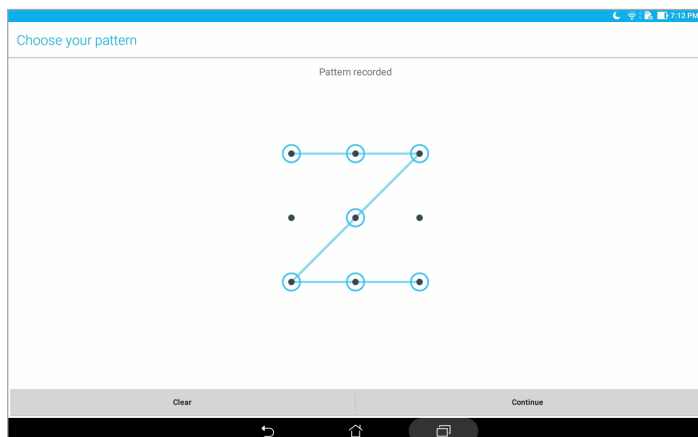 7:12 PM
Choose your pattern
Pattern recorded
Clear
Continue